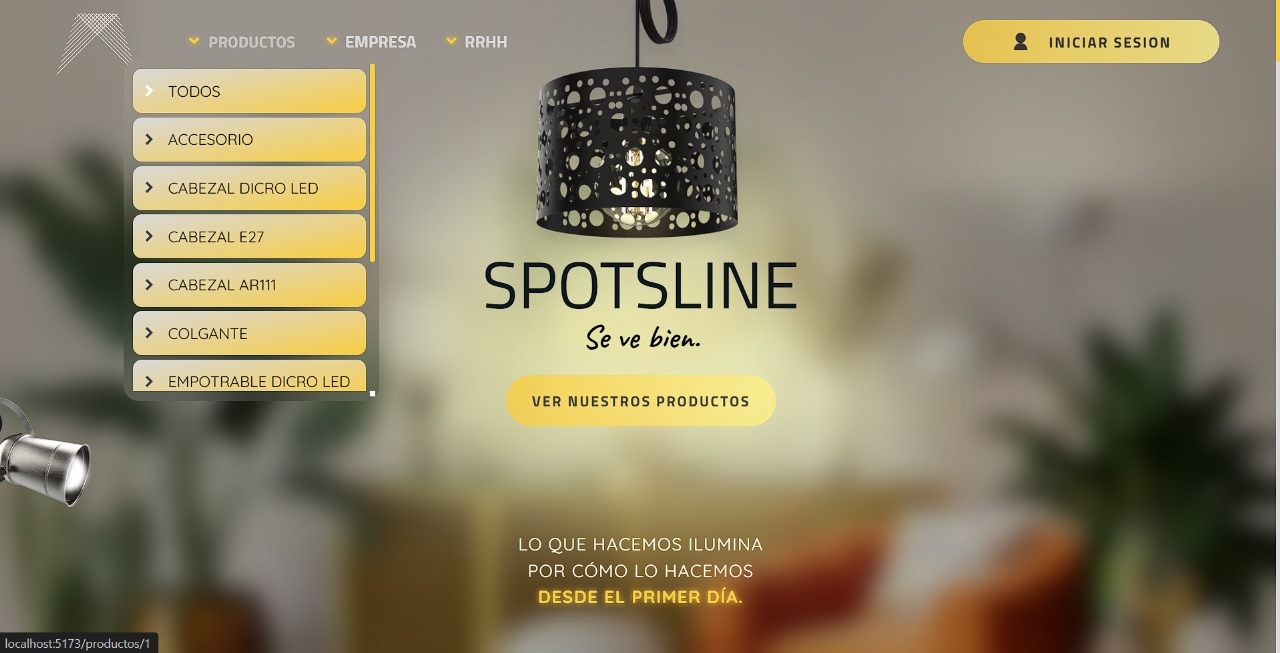 PRODUCTOS EMPRESA RRHH INICIAR SESION
TODOS
ACCESORIO
CABEZAL DICRO LED
CABEZAL E27
CABEZAL AR111
COLGANTE
EMPOTRABLE DICRO LED
SPOTSLINE
Se ve bien.
VER NUESTROS PRODUCTOS
LO QUE HACEMOS ILUMINA
POR CÓMO LO HACEMOS
DESDE EL PRIMER DÍA.
localhost:5173/productos/1